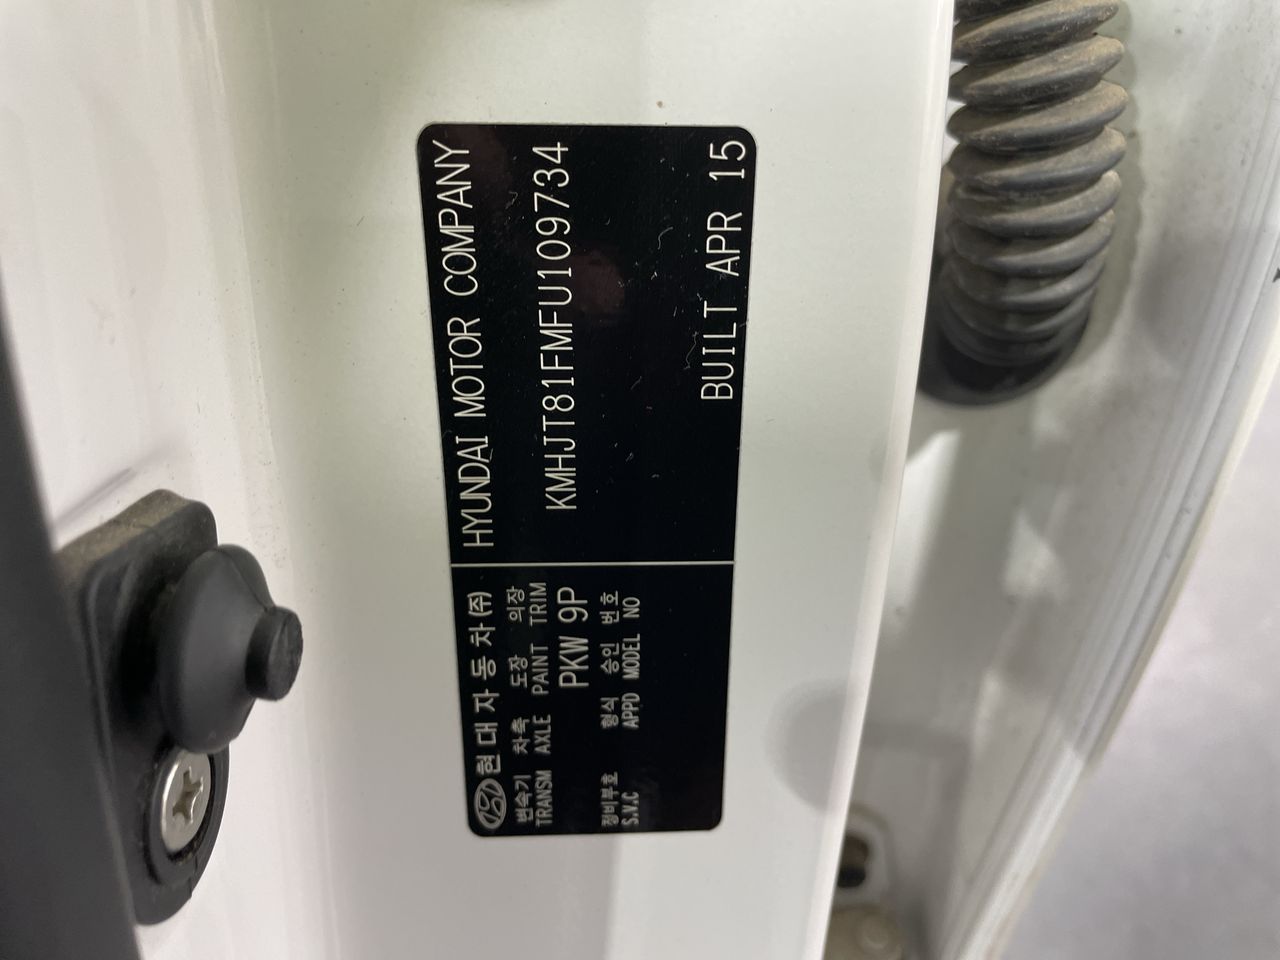 현대자동차(주)
HYUNDAI MOTOR COMPANY
변속기 차축 도장 의장
TRANSM AXLE PAINT TRIM
KMHJT81FMFU109734
PKW 9P
정비부호 형식 승인 번호
S.V.C APPD MODEL NO
BUILT APR 15